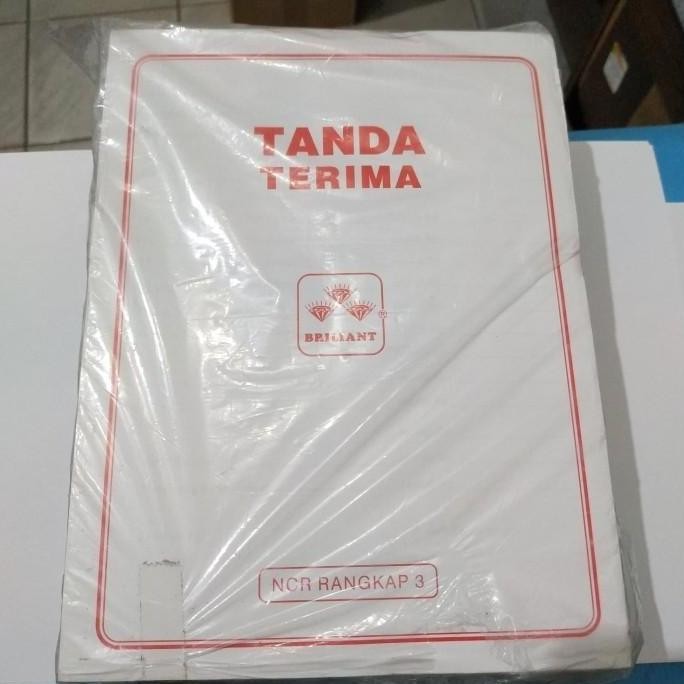 TANDA
TERIMA
®
BRILIANT
NCR RANGKAP 3